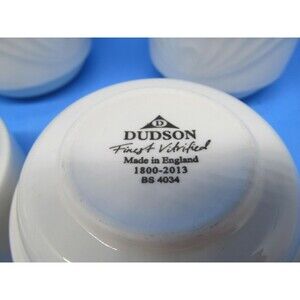 D
DUDSON
Finest Vitrified
Made in England
1800-2013
BS 4034